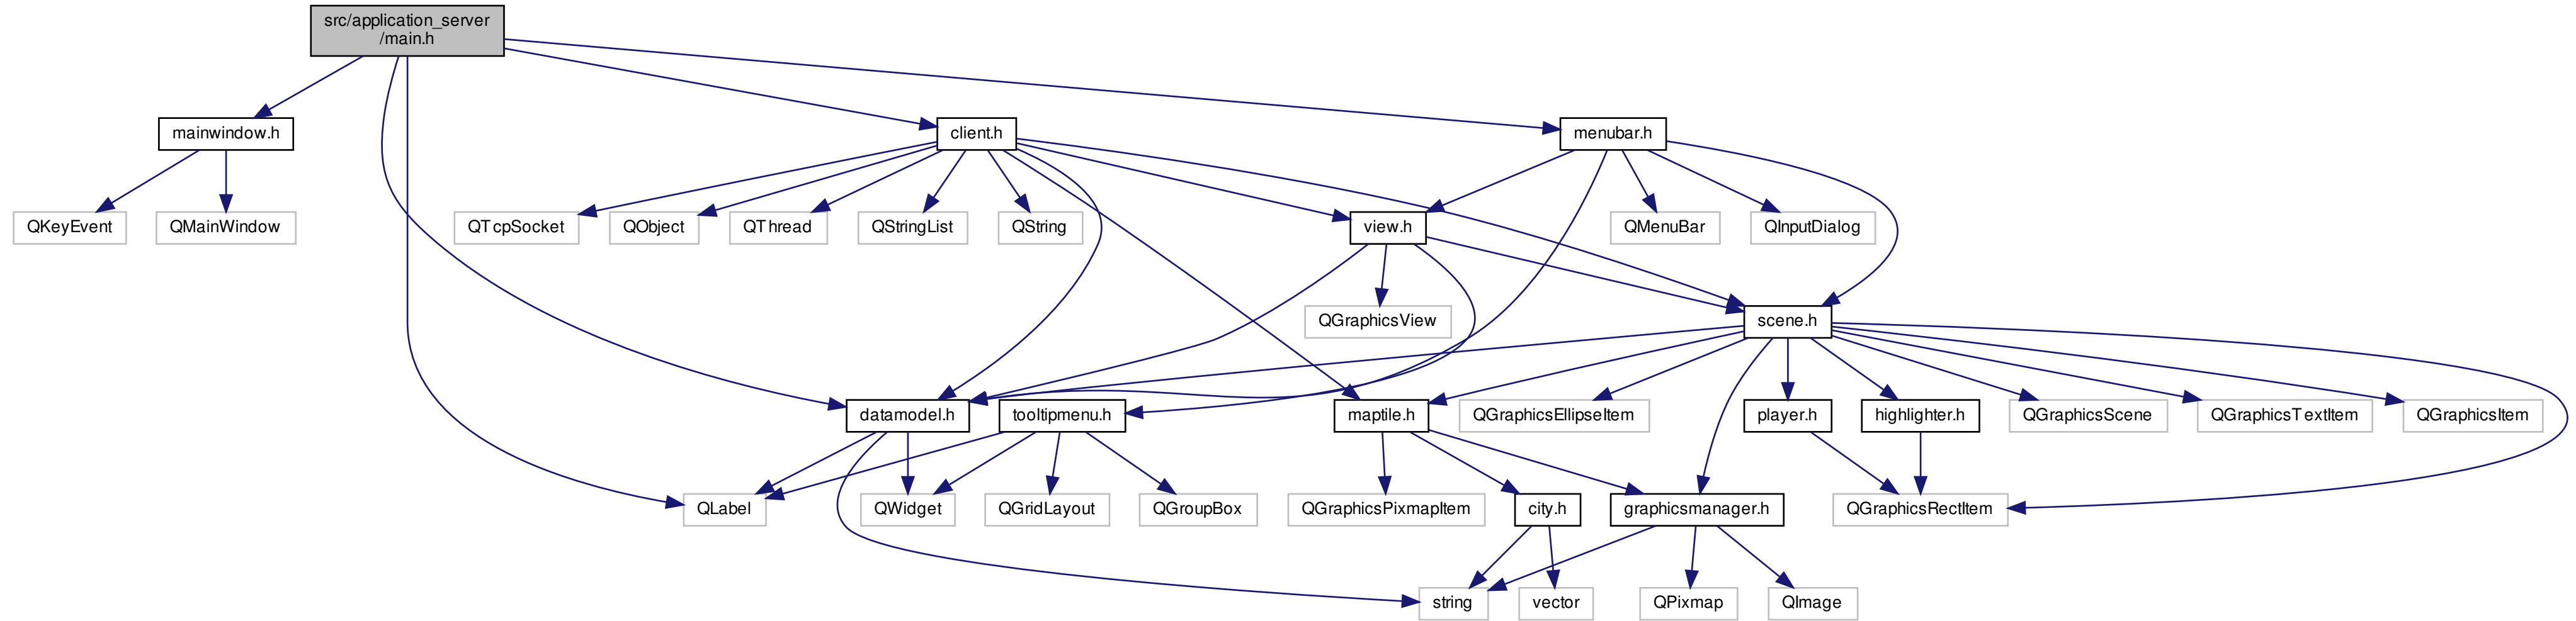 src/application_server
/main.h
mainwindow.h
client.h
menubar.h
QKeyEvent
QMainWindow
QTcpSocket
QObject
QThread
QStringList
QString
view.h
QMenuBar
QInputDialog
QGraphicsView
scene.h
datamodel.h
tooltipmenu.h
maptile.h
QGraphicsEllipseItem
player.h
highlighter.h
QGraphicsScene
QGraphicsTextItem
QGraphicsItem
QLabel
QWidget
QGridLayout
QGroupBox
QGraphicsPixmapItem
city.h
graphicsmanager.h
QGraphicsRectItem
string
vector
QPixmap
QImage